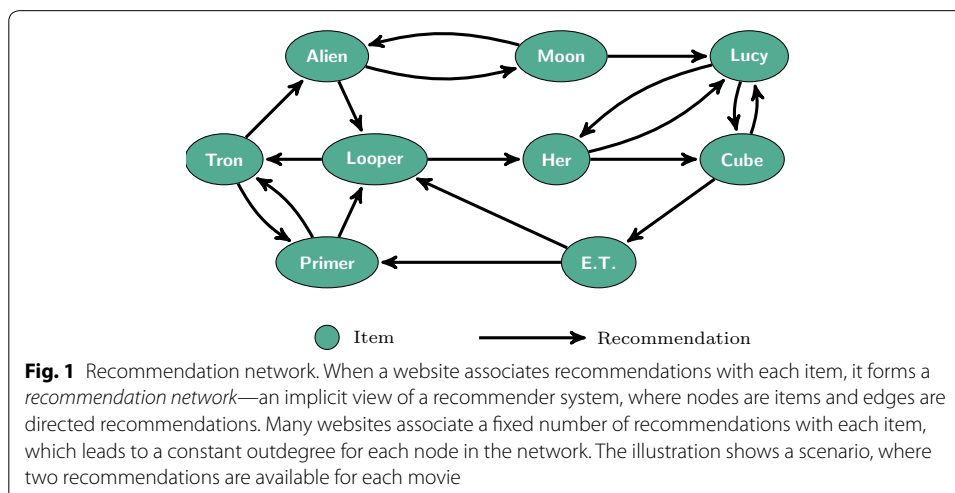 Alien
Moon
Lucy
Tron
Looper
Her
Cube
Primer
E.T.
Item
Recommendation
Fig. 1 Recommendation network. When a website associates recommendations with each item, it forms a
recommendation network—an implicit view of a recommender system, where nodes are items and edges are
directed recommendations. Many websites associate a fixed number of recommendations with each item,
which leads to a constant outdegree for each node in the network. The illustration shows a scenario, where
two recommendations are available for each movie